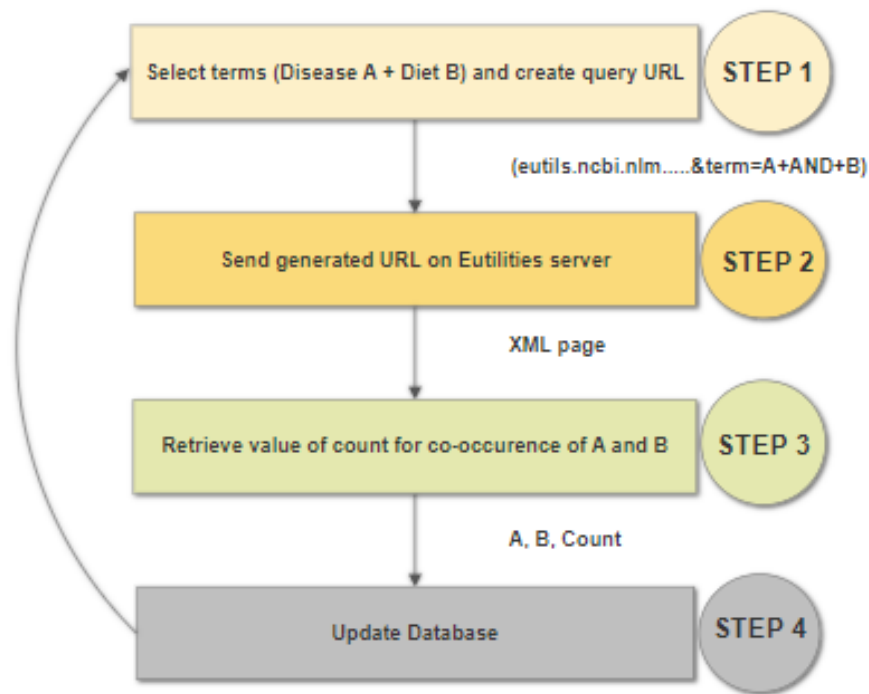 Select terms (Disease A + Diet B) and create query URL
STEP 1
(eutils.ncbi.nlm.....&term=A+AND+B)
Send generated URL on Eutilities server
STEP 2
XML page
Retrieve value of count for co-occurence of A and B
STEP 3
A, B, Count
Update Database
STEP 4